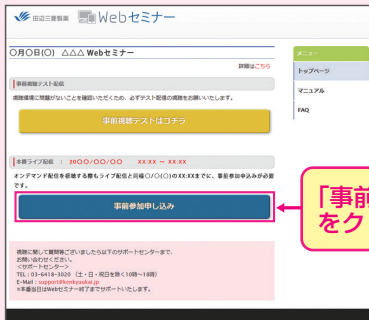 田辺三菱製薬 Webセミナー
〇月〇日(〇) △△△ Webセミナー
詳細はこちら
事前視聴テスト配信
視聴環境に問題がないことを確認いただくため、必ずテスト配信の視聴をお願いいたします。
事前視聴テストはコチラ
本番ライブ配信 : 20〇〇/〇〇/〇〇 XX:XX ~ XX:XX
オンデマンド配信を視聴する際もライブ配信と同様〇/〇(〇)のXX:XXまでに、事前参加申込みが必要
です。
事前参加申し込み
視聴に関して質問等ございましたら以下のサポートセンターまで、
お問い合わせください。
<サポートセンター>
TEL:03-6418-3020 (土・日・祝日を除く10時~18時)
E-Mail:support@kenkyuukai.jp
※本番当日はWebセミナー終了までサポートいたします。
メニュー
トップページ
マニュアル
FAQ
「事前
をク